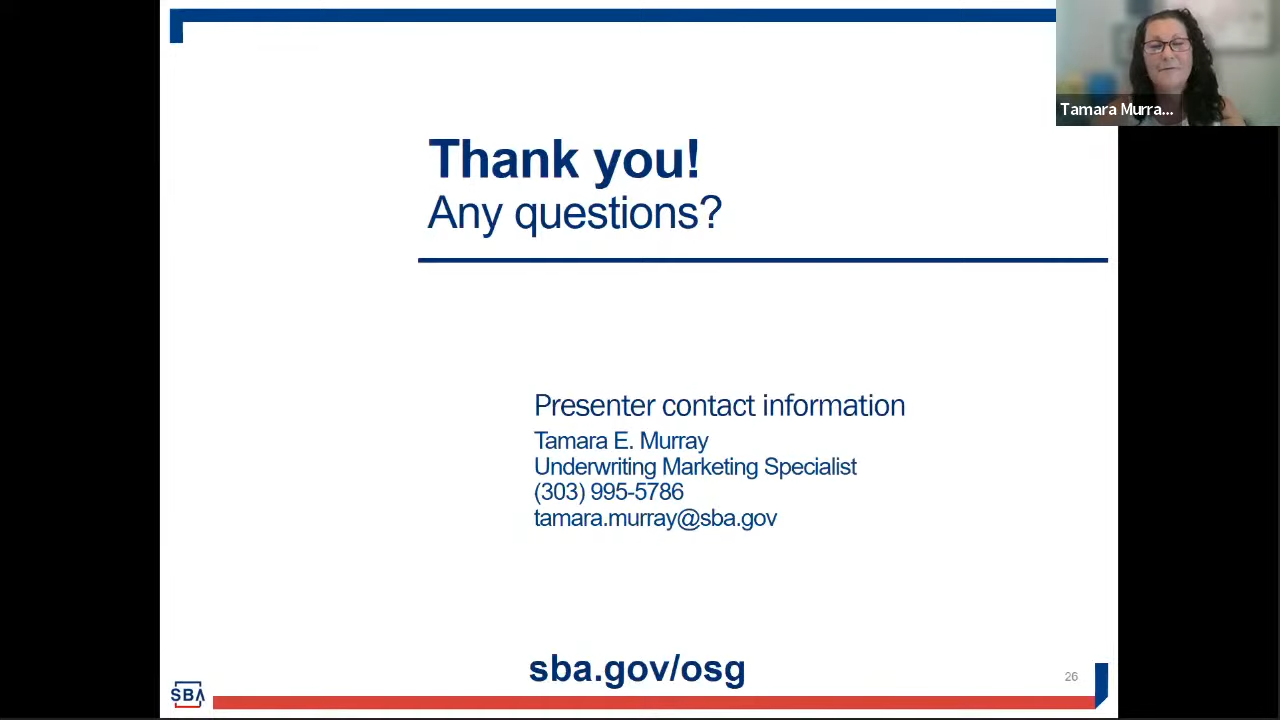 Tamara Murra...
Thank you!
Any questions?
Presenter contact information
Tamara E. Murray
Underwriting Marketing Specialist
(303) 995-5786
tamara.murray@sba.gov
sba.gov/osg
26
SBA